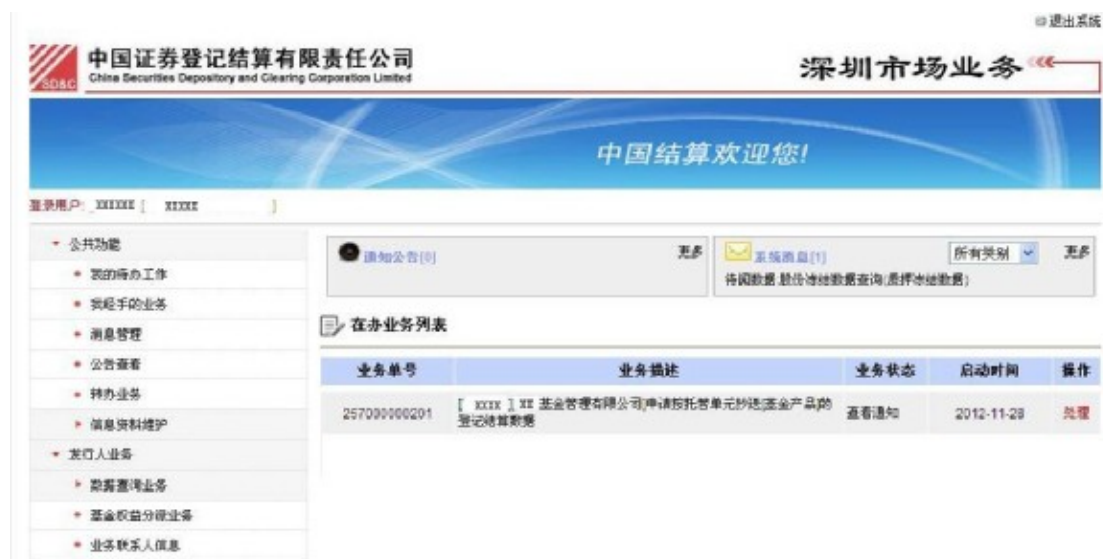 退出系统
中国证券登记结算有限责任公司
China Securities Depository and Clearing Corporation Limited
SD&C
深圳市场业务
中国结算欢迎您!
登录用户: XXXXXX [ XXXXX ]
公共功能
我的待办工作
我经手的业务
消息管理
公告查看
转办业务
信息资料维护
发行人业务
数据查询业务
基金权益分派业务
业务联系人信息
通知公告[0] 更多
系统消息[1] 所有类别 更多
待阅数据:股份冻结数据查询(质押冻结数据)
在办业务列表
业务单号 业务描述 业务状态 启动时间 操作
257000000201 [ XXXX ] XX 基金管理有限公司申请按托管单元抄送[基金产品]的登记结算数据 查看通知 2012-11-28 处理